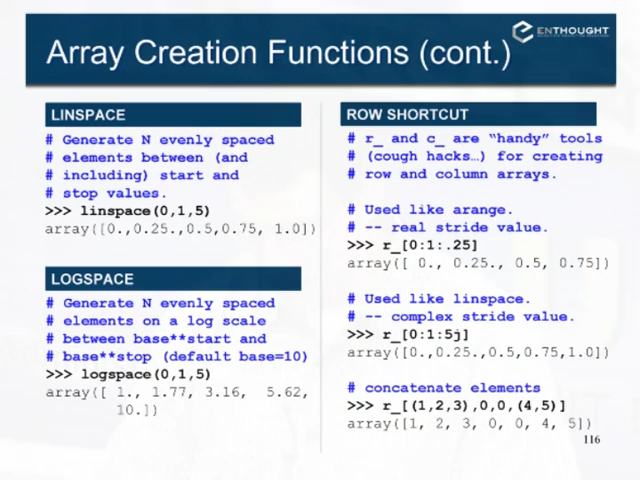 ENTHOUGHT
Array Creation Functions (cont.)
LINSPACE
# Generate N evenly spaced
# elements between (and
# including) start and
# stop values.
>>> linspace(0,1,5)
array([0.,0.25.,0.5,0.75, 1.0])
LOGSPACE
# Generate N evenly spaced
# elements on a log scale
# between base**start and
# base**stop (default base=10)
>>> logspace(0,1,5)
array([ 1., 1.77, 3.16, 5.62,
10.])
ROW SHORTCUT
# r_ and c_ are “handy” tools
# (cough hacks…) for creating
# row and column arrays.
# Used like arange.
# -- real stride value.
>>> r_[0:1:.25]
array([ 0., 0.25., 0.5, 0.75])
# Used like linspace.
# -- complex stride value.
>>> r_[0:1:5j]
array([0.,0.25.,0.5,0.75,1.0])
# concatenate elements
>>> r_[(1,2,3),0,0,(4,5)]
array([1, 2, 3, 0, 0, 4, 5])
116